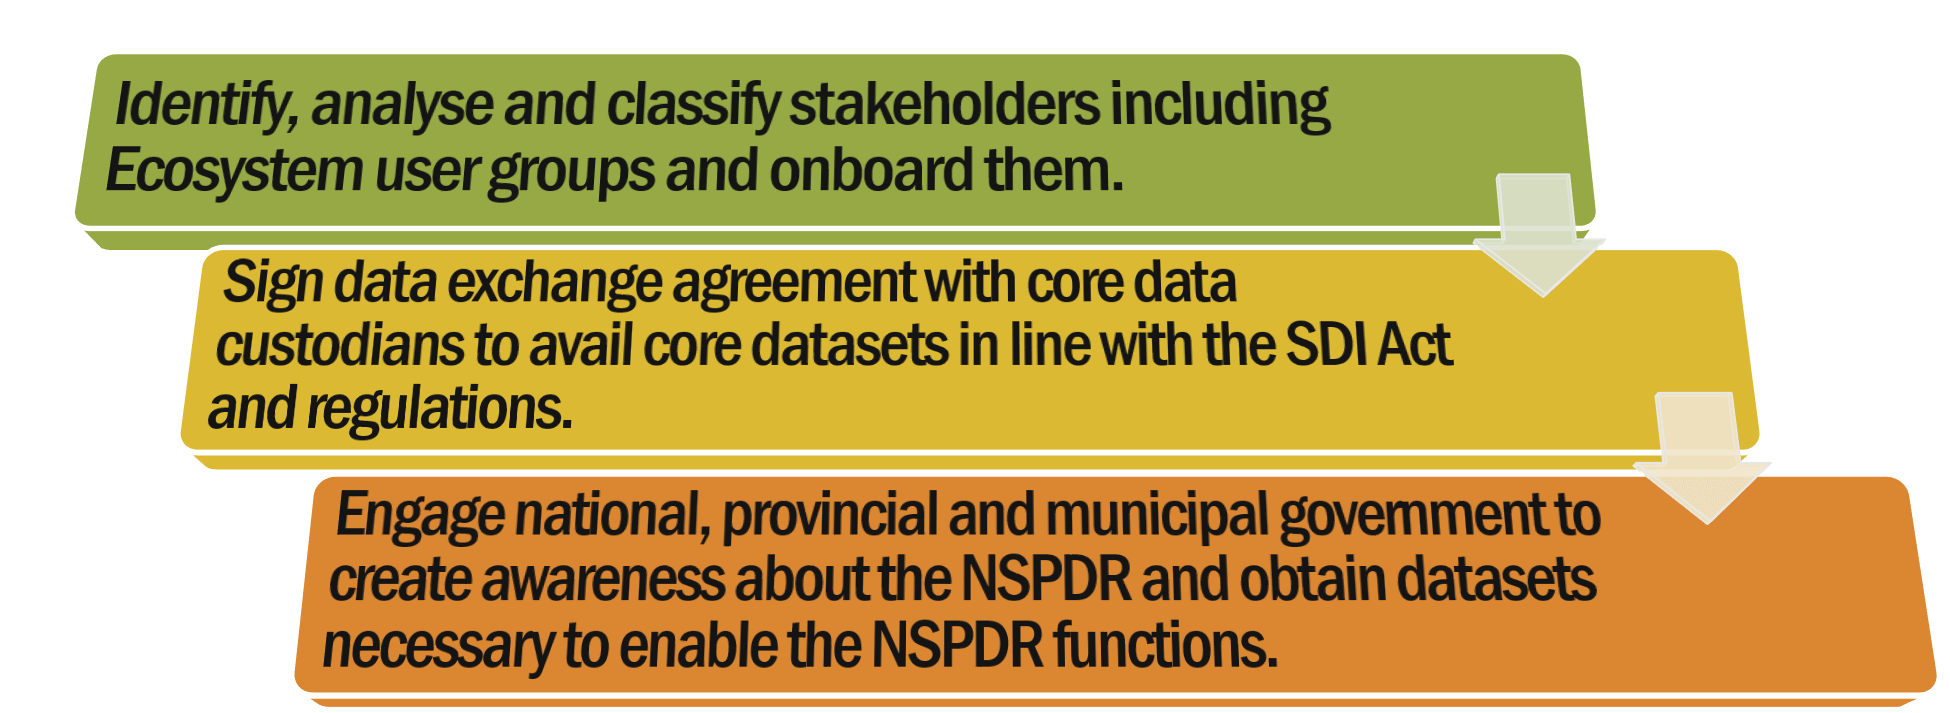 Identify, analyse and classify stakeholders including
Ecosystem user groups and onboard them.
Sign data exchange agreement with core data
custodians to avail core datasets in line with the SDI Act
and regulations.
Engage national, provincial and municipal government to
create awareness about the NSPDR and obtain datasets
necessary to enable the NSPDR functions.